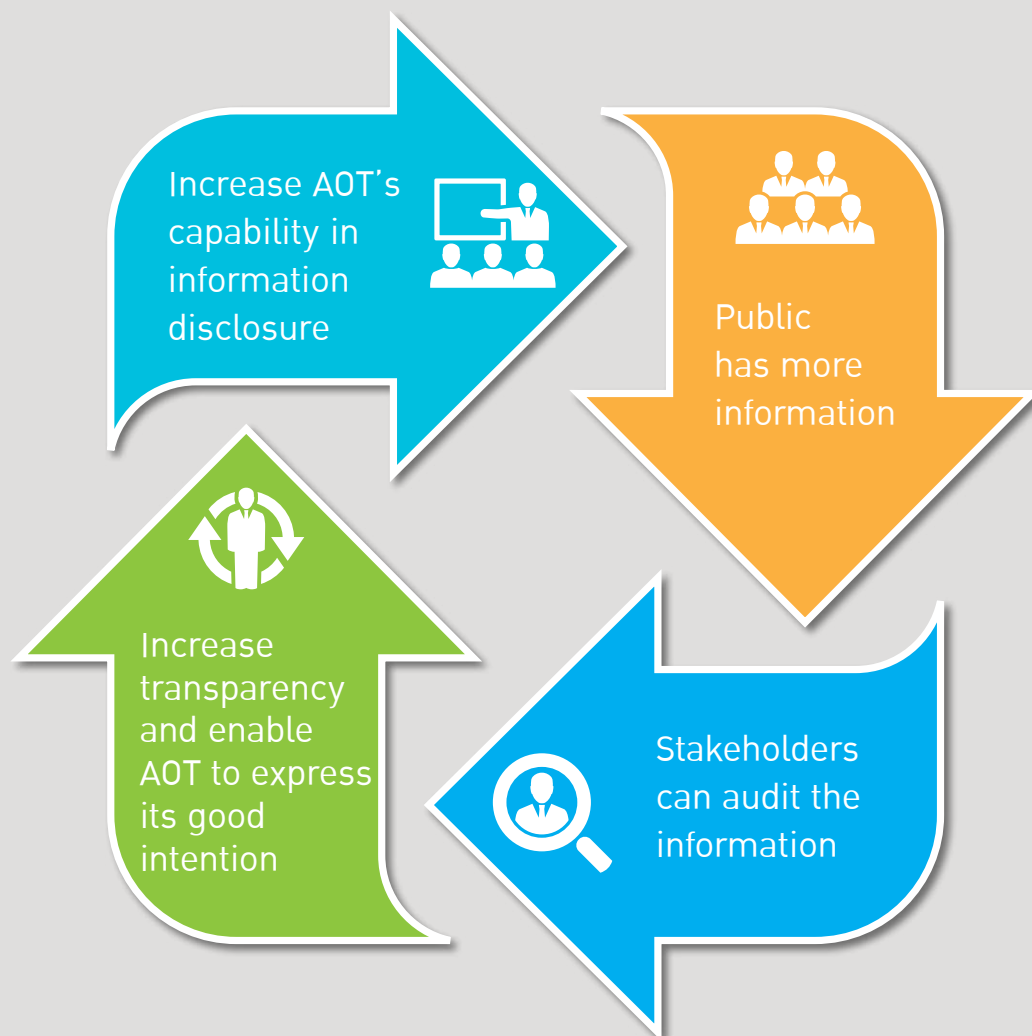 Increase AOT’s
capability in
information
disclosure
Public
has more
information
Stakeholders
can audit the
information
Increase
transparency
and enable
AOT to express
its good
intention